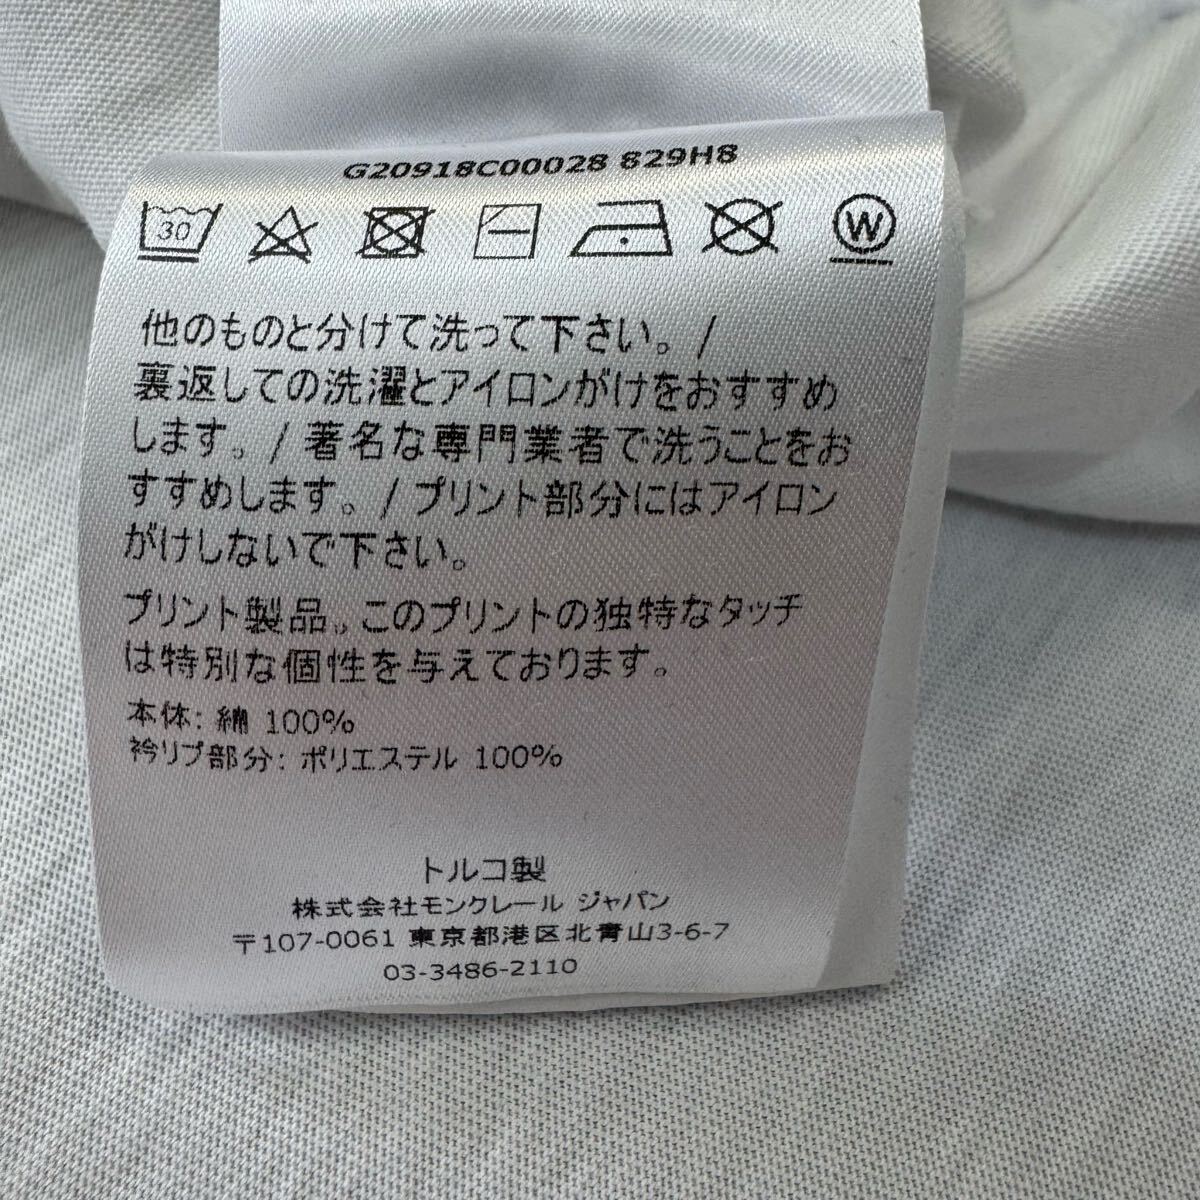 G20918C00028 829H8
30 W
他のものと分けて洗って下さい。/
裏返しての洗濯とアイロンがけをおすすめ
します。/ 著名な専門業者で洗うことをお
すすめします。/ プリント部分にはアイロン
がけしないで下さい。
プリント製品。このプリントの独特なタッチ
は特別な個性を与えております。
本体: 綿 100%
衿リブ部分: ポリエステル 100%
トルコ製
株式会社モンクレール ジャパン
〒107-0061 東京都港区北青山3-6-7
03-3486-2110